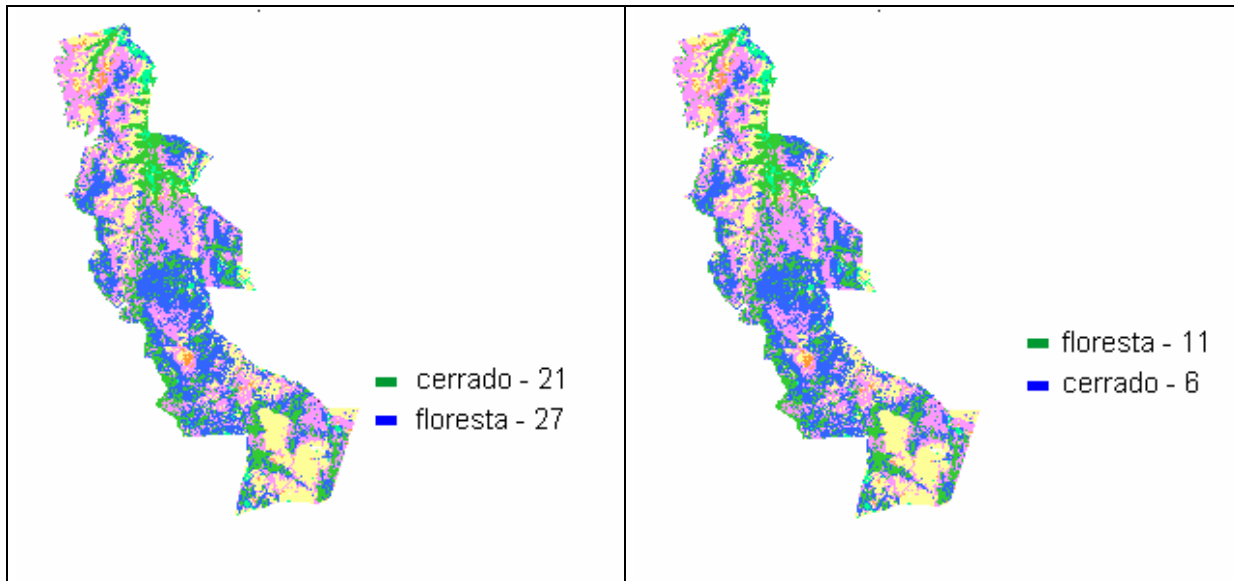 cerrado - 21
floresta - 27
floresta - 11
cerrado - 6